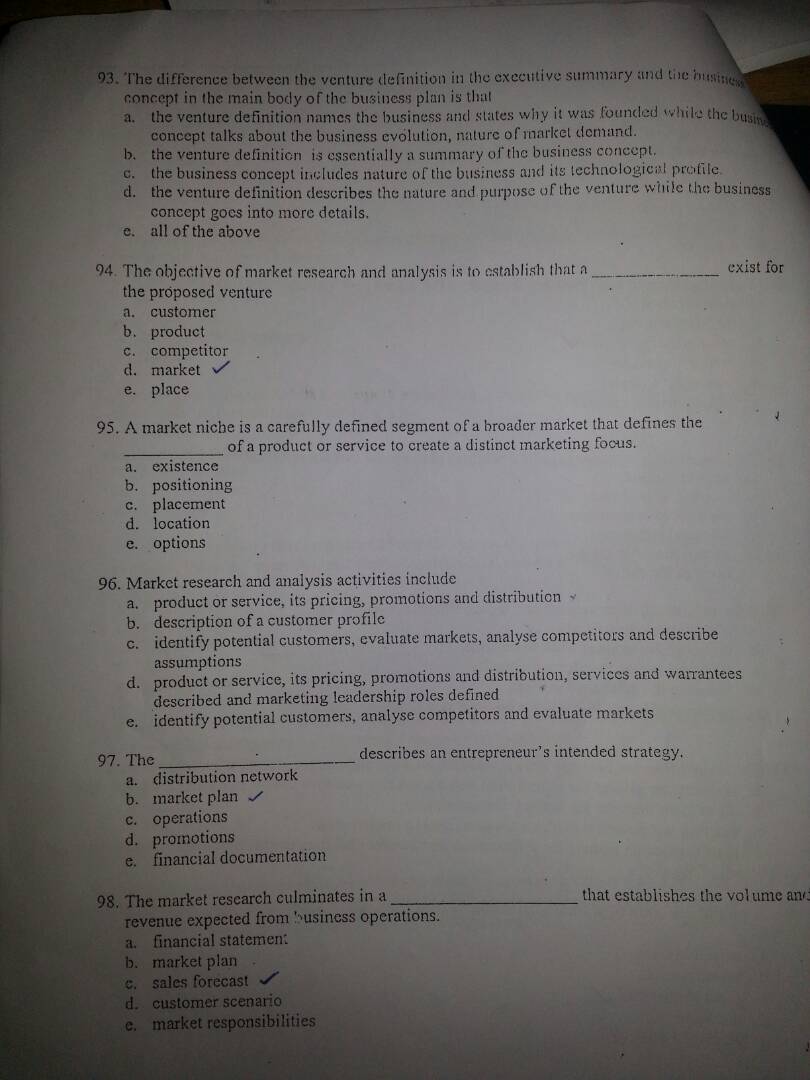 93. The difference between the venture definition in the executive summary and the business
concept in the main body of the business plan is that
a. the venture definition names the business and states why it was founded while the
concept talks about the business evolution, nature of market demand.
b. the venture definition is essentially a summary of the business concept.
c. the business concept includes nature of the business and its technological profile.
d. the venture definition describes the nature and purpose of the venture while the business
concept goes into more details.
e. all of the above
94. The objective of market research and analysis is to establish that a ________________ exist for
the proposed venture
a. customer
b. product
c. competitor
d. market ✓
e. place
95. A market niche is a carefully defined segment of a broader market that defines the
____________ of a product or service to create a distinct marketing focus.
a. existence
b. positioning
c. placement
d. location
e. options
96. Market research and analysis activities include
a. product or service, its pricing, promotions and distribution
b. description of a customer profile
c. identify potential customers, evaluate markets, analyse competitors and describe
assumptions
d. product or service, its pricing, promotions and distribution, services and warrantees
described and marketing leadership roles defined
e. identify potential customers, analyse competitors and evaluate markets
97. The ________________________ describes an entrepreneur's intended strategy.
a. distribution network
b. market plan ✓
c. operations
d. promotions
e. financial documentation
98. The market research culminates in a ______________________ that establishes the volume
revenue expected from business operations.
a. financial statement
b. market plan
c. sales forecast ✓
d. customer scenario
e. market responsibilities